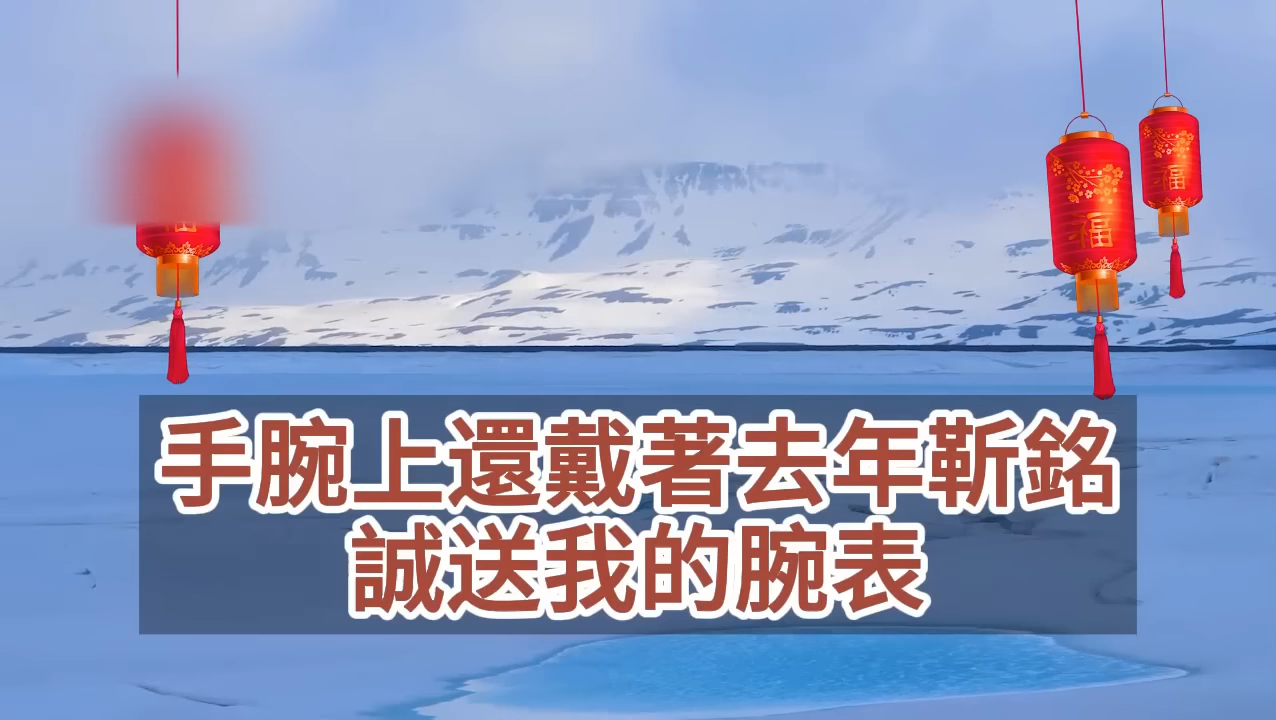 福
福
手腕上還戴著去年靳銘
誠送我的腕表